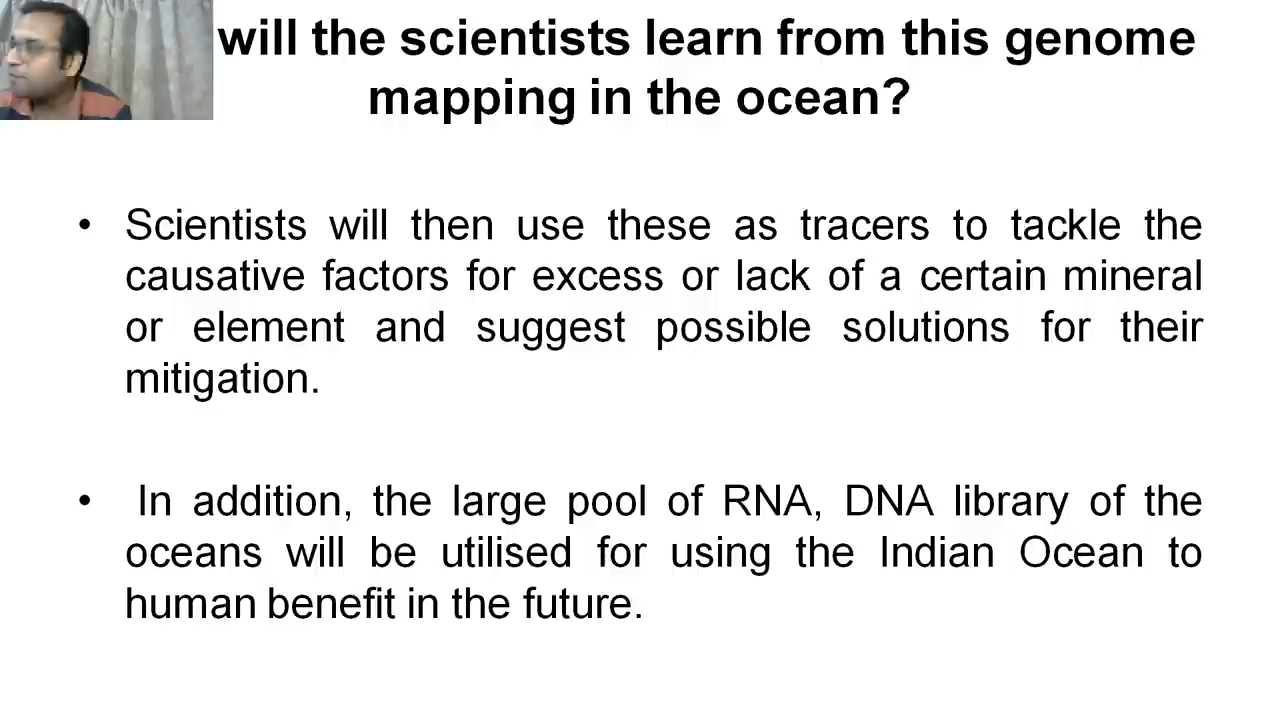 will the scientists learn from this genome
mapping in the ocean?
• Scientists will then use these as tracers to tackle the
causative factors for excess or lack of a certain mineral
or element and suggest possible solutions for their
mitigation.
• In addition, the large pool of RNA, DNA library of the
oceans will be utilised for using the Indian Ocean to
human benefit in the future.